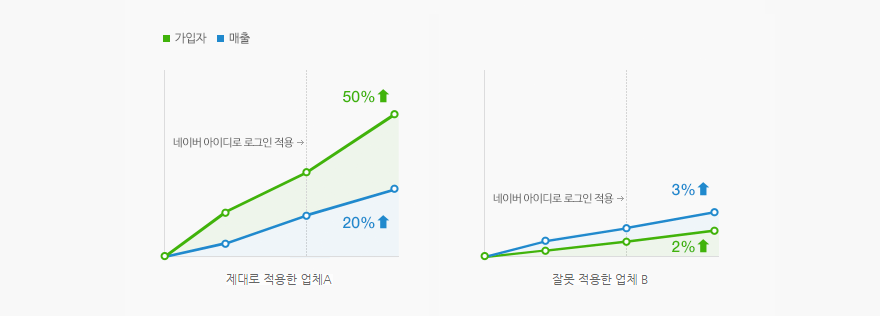 가입자 매출
50%
네이버 아이디로 로그인 적용 →
20%
제대로 적용한 업체A
3%
네이버 아이디로 로그인 적용 →
2%
잘못 적용한 업체 B